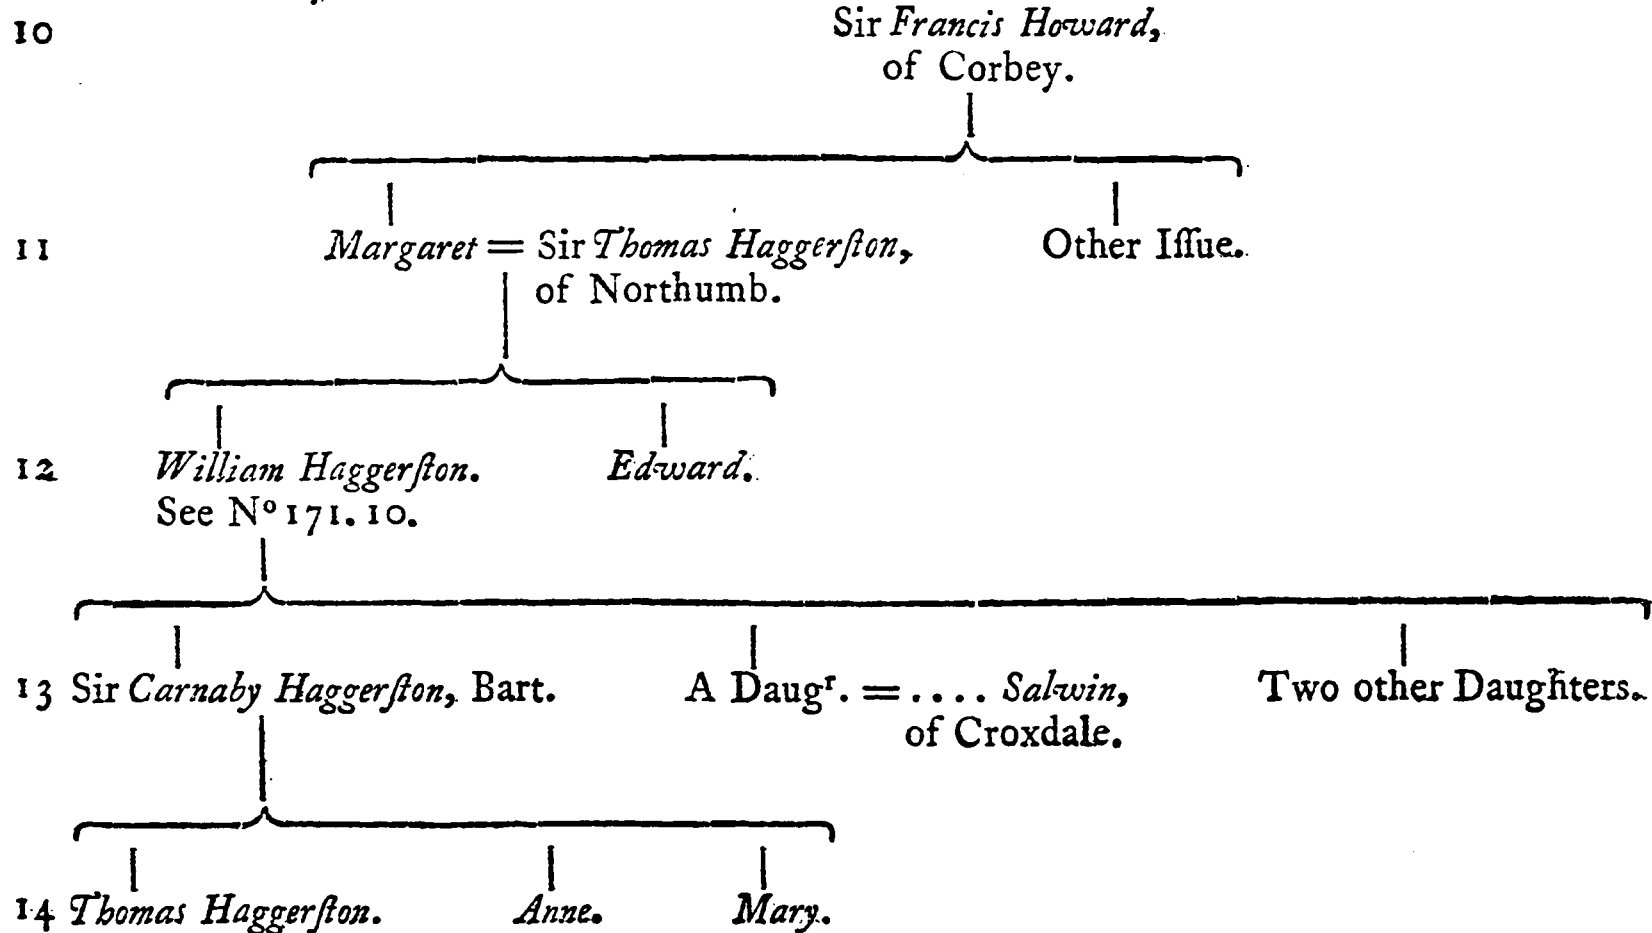 10 Sir Francis Howard,
of Corbey.
11 Margaret = Sir Thomas Haggerſton, Other Iſſue.
of Northumb.
12 William Haggerſton. Edward.
See Nº 171. 10.
13 Sir Carnaby Haggerſton, Bart. A Daugʳ. = .... Salwin, Two other Daughters.
of Croxdale.
14 Thomas Haggerſton. Anne. Mary.